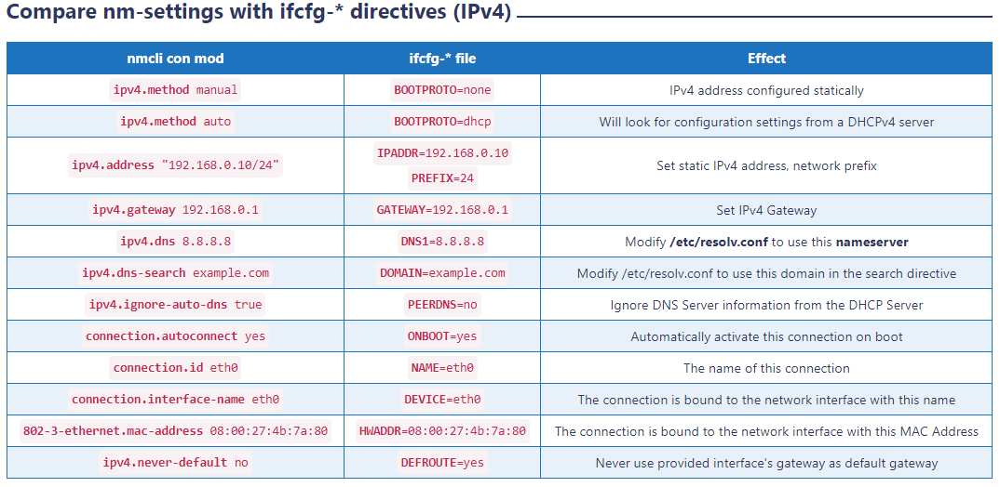 Compare nm-settings with ifcfg-* directives (IPv4)
nmcli con mod ifcfg-* file Effect
ipv4.method manual BOOTPROTO=none IPv4 address configured statically
ipv4.method auto BOOTPROTO=dhcp Will look for configuration settings from a DHCPv4 server
ipv4.address "192.168.0.10/24" IPADDR=192.168.0.10 PREFIX=24 Set static IPv4 address, network prefix
ipv4.gateway 192.168.0.1 GATEWAY=192.168.0.1 Set IPv4 Gateway
ipv4.dns 8.8.8.8 DNS1=8.8.8.8 Modify /etc/resolv.conf to use this nameserver
ipv4.dns-search example.com DOMAIN=example.com Modify /etc/resolv.conf to use this domain in the search directive
ipv4.ignore-auto-dns true PEERDNS=no Ignore DNS Server information from the DHCP Server
connection.autoconnect yes ONBOOT=yes Automatically activate this connection on boot
connection.id eth0 NAME=eth0 The name of this connection
connection.interface-name eth0 DEVICE=eth0 The connection is bound to the network interface with this name
802-3-ethernet.mac-address 08:00:27:4b:7a:80 HWADDR=08:00:27:4b:7a:80 The connection is bound to the network interface with this MAC Address
ipv4.never-default no DEFROUTE=yes Never use provided interface's gateway as default gateway